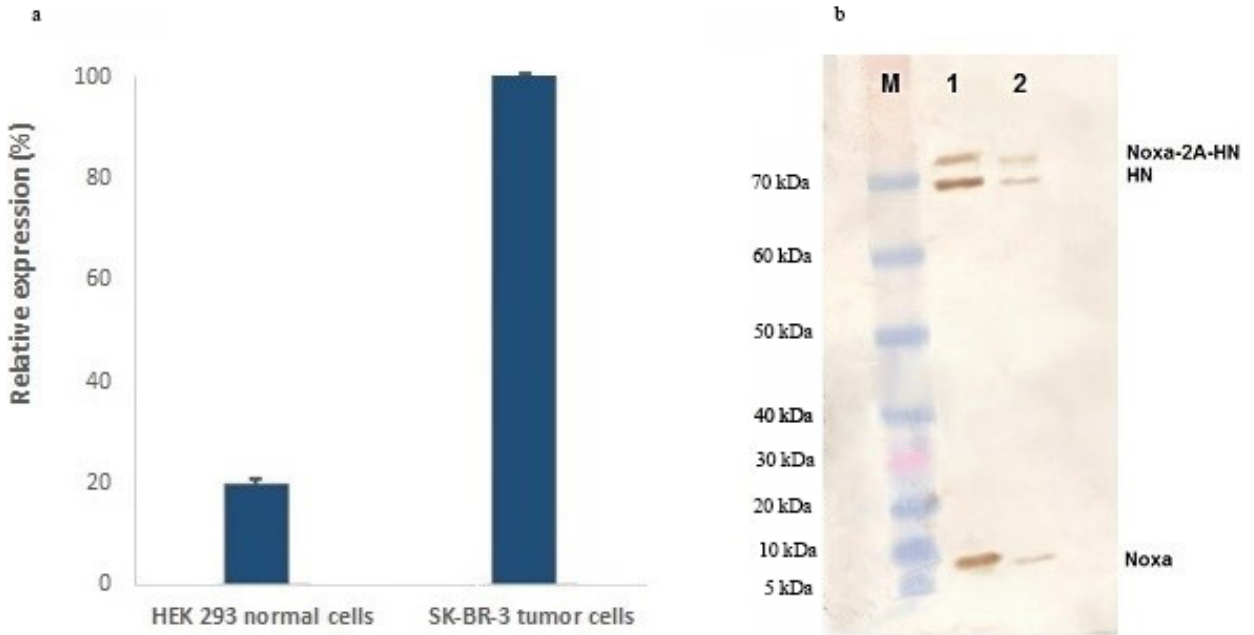 a
Relative expression (%)
100
80
60
40
20
0
HEK 293 normal cells
SK-BR-3 tumor cells
b
M 1 2
Noxa-2A-HN
HN
70 kDa
60 kDa
50 kDa
40 kDa
30 kDa
20 kDa
10 kDa
Noxa
5 kDa